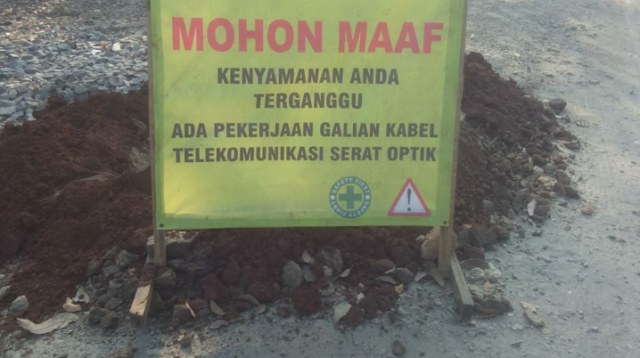 MOHON MAAF
KENYAMANAN ANDA
TERGANGGU
ADA PEKERJAAN GALIAN KABEL
TELEKOMUNIKASI SERAT OPTIK